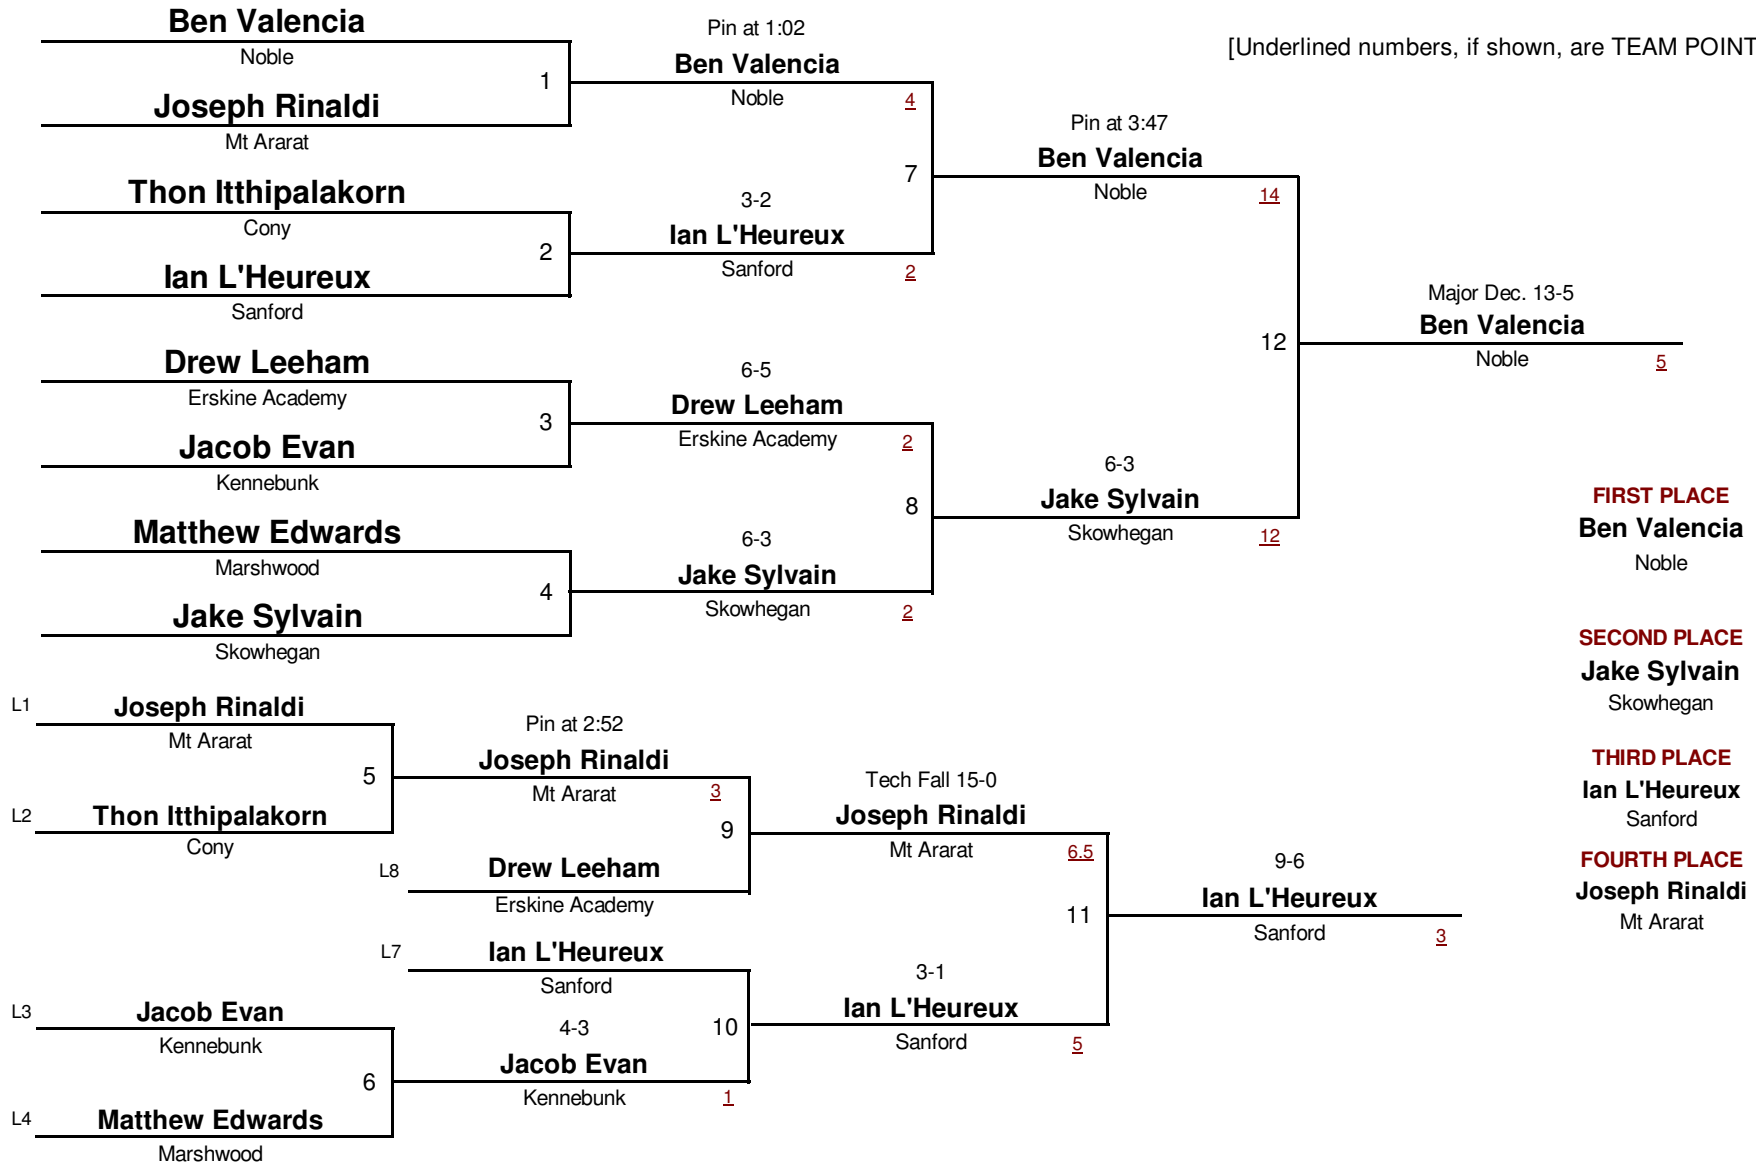 Ben Valencia
Noble
1
Joseph Rinaldi
Mt Ararat
Thon Itthipalakorn
Cony
2
Ian L'Heureux
Sanford
Drew Leeham
Erskine Academy
3
Jacob Evan
Kennebunk
Matthew Edwards
Marshwood
4
Jake Sylvain
Skowhegan
Pin at 1:02
Ben Valencia
Noble
4
7
3-2
Ian L'Heureux
Sanford
2
6-5
Drew Leeham
Erskine Academy
2
8
6-3
Jake Sylvain
Skowhegan
2
[Underlined numbers, if shown, are TEAM POINT
Pin at 3:47
Ben Valencia
Noble
14
12
6-3
Jake Sylvain
Skowhegan
12
Major Dec. 13-5
Ben Valencia
Noble
5
FIRST PLACE
Ben Valencia
Noble
SECOND PLACE
Jake Sylvain
Skowhegan
THIRD PLACE
Ian L'Heureux
Sanford
FOURTH PLACE
Joseph Rinaldi
Mt Ararat
L1
Joseph Rinaldi
Mt Ararat
5
L2
Thon Itthipalakorn
Cony
L3
Jacob Evan
Kennebunk
6
L4
Matthew Edwards
Marshwood
Pin at 2:52
Joseph Rinaldi
Mt Ararat
3
9
L8
Drew Leeham
Erskine Academy
L7
Ian L'Heureux
Sanford
10
4-3
Jacob Evan
Kennebunk
1
Tech Fall 15-0
Joseph Rinaldi
Mt Ararat
6.5
11
3-1
Ian L'Heureux
Sanford
5
9-6
Ian L'Heureux
Sanford
3